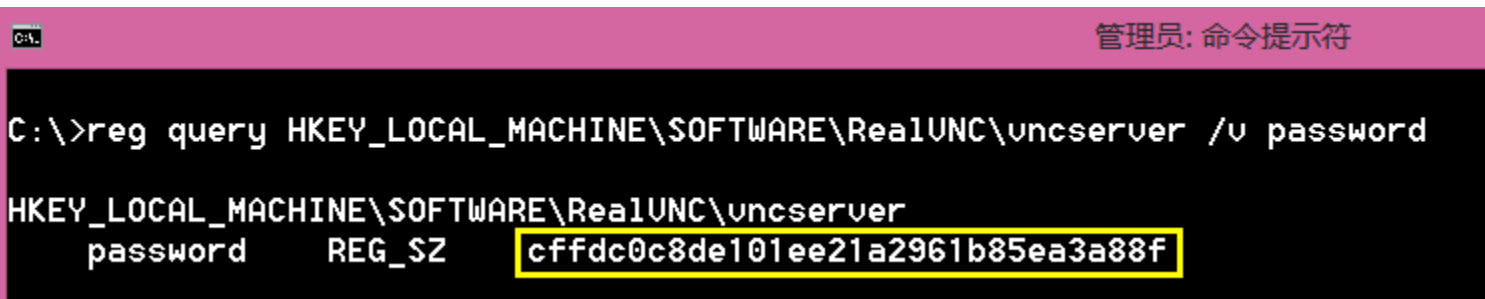 管理员: 命令提示符
C:\>reg query HKEY_LOCAL_MACHINE\SOFTWARE\RealVNC\vncserver /v password
HKEY_LOCAL_MACHINE\SOFTWARE\RealVNC\vncserver
password REG_SZ cffdc0c8de101ee21a2961b85ea3a88f